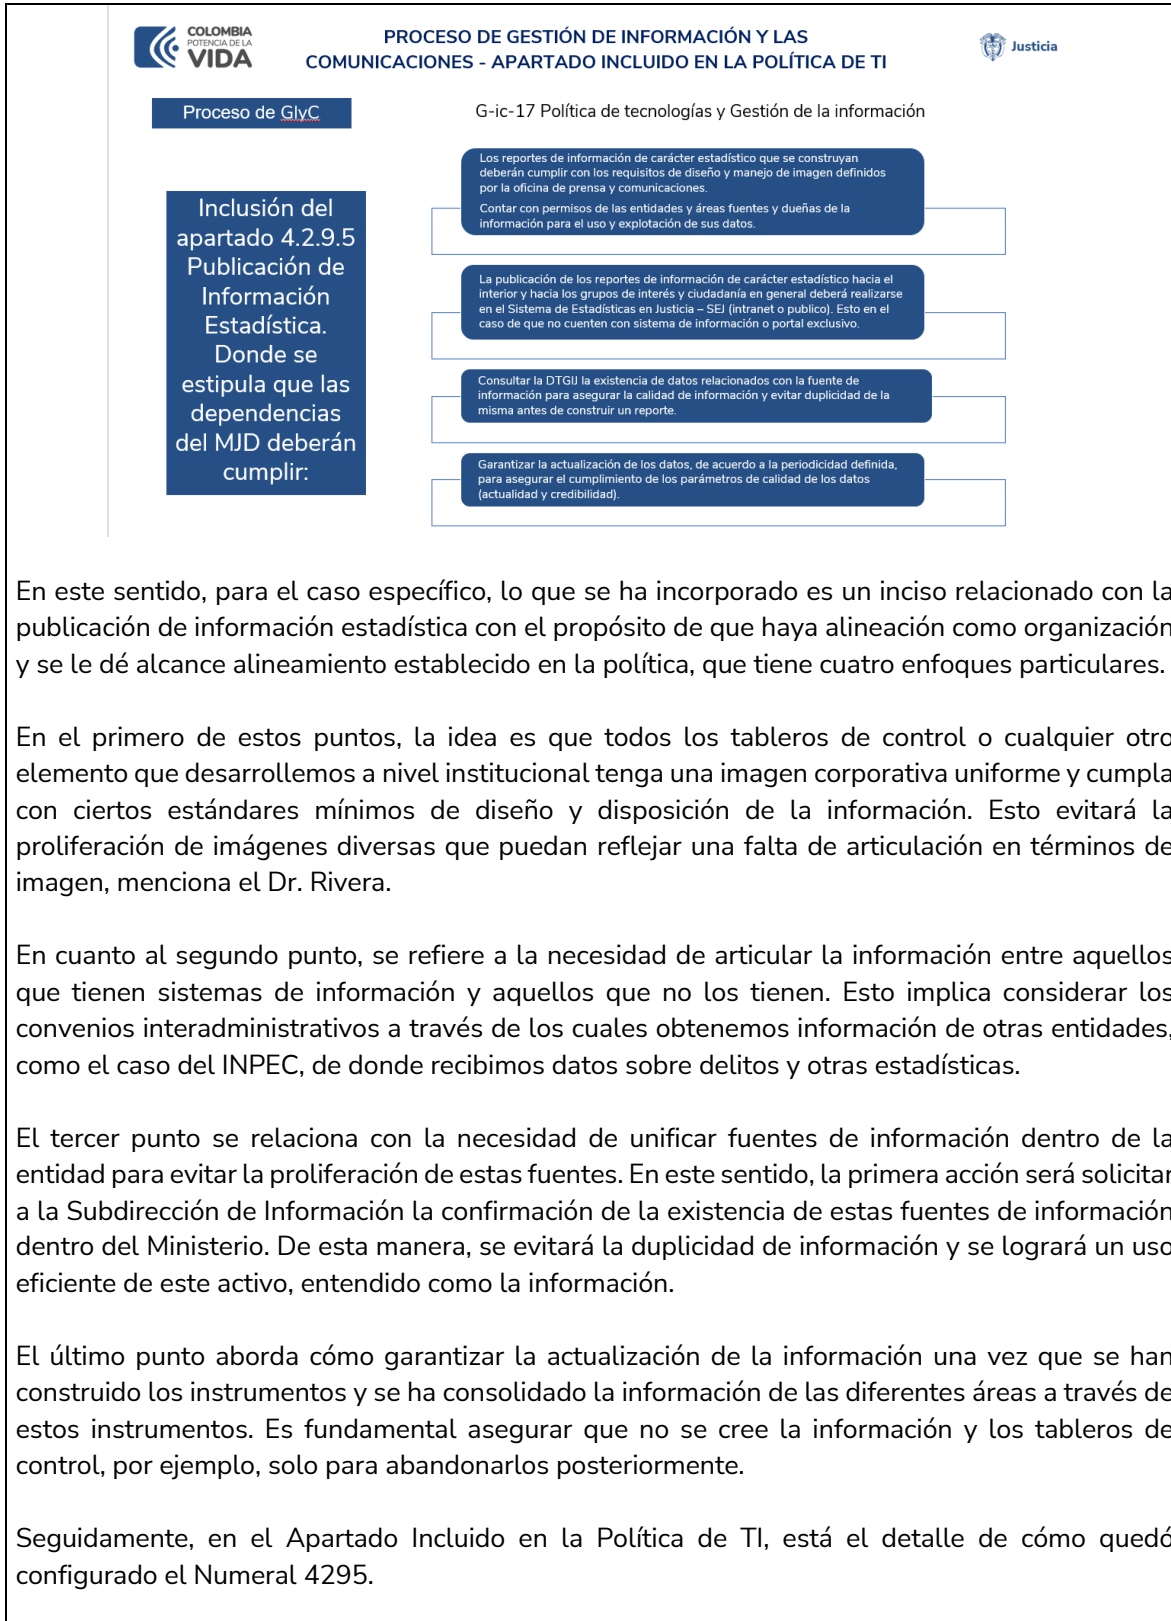 COLOMBIA
POTENCIA DE LA
VIDA
PROCESO DE GESTIÓN DE INFORMACIÓN Y LAS
COMUNICACIONES - APARTADO INCLUIDO EN LA POLÍTICA DE TI
Justicia
Proceso de GIyC
G-ic-17 Política de tecnologías y Gestión de la información
Inclusión del
apartado 4.2.9.5
Publicación de
Información
Estadística.
Donde se
estipula que las
dependencias
del MJD deberán
cumplir:
Los reportes de información de carácter estadístico que se construyan
deberán cumplir con los requisitos de diseño y manejo de imagen definidos
por la oficina de prensa y comunicaciones.
Contar con permisos de las entidades y áreas fuentes y dueñas de la
información para el uso y explotación de sus datos.
La publicación de los reportes de información de carácter estadístico hacia el
interior y hacia los grupos de interés y ciudadanía en general deberá realizarse
en el Sistema de Estadísticas en Justicia – SEJ (intranet o publico). Esto en el
caso de que no cuenten con sistema de información o portal exclusivo.
Consultar la DTGIJ la existencia de datos relacionados con la fuente de
información para asegurar la calidad de información y evitar duplicidad de la
misma antes de construir un reporte.
Garantizar la actualización de los datos, de acuerdo a la periodicidad definida,
para asegurar el cumplimiento de los parámetros de calidad de los datos
(actualidad y credibilidad).
En este sentido, para el caso específico, lo que se ha incorporado es un inciso relacionado con la
publicación de información estadística con el propósito de que haya alineación como organización
y se le dé alcance alineamiento establecido en la política, que tiene cuatro enfoques particulares.
En el primero de estos puntos, la idea es que todos los tableros de control o cualquier otro
elemento que desarrollemos a nivel institucional tenga una imagen corporativa uniforme y cumpla
con ciertos estándares mínimos de diseño y disposición de la información. Esto evitará la
proliferación de imágenes diversas que puedan reflejar una falta de articulación en términos de
imagen, menciona el Dr. Rivera.
En cuanto al segundo punto, se refiere a la necesidad de articular la información entre aquellos
que tienen sistemas de información y aquellos que no los tienen. Esto implica considerar los
convenios interadministrativos a través de los cuales obtenemos información de otras entidades,
como el caso del INPEC, de donde recibimos datos sobre delitos y otras estadísticas.
El tercer punto se relaciona con la necesidad de unificar fuentes de información dentro de la
entidad para evitar la proliferación de estas fuentes. En este sentido, la primera acción será solicitar
a la Subdirección de Información la confirmación de la existencia de estas fuentes de información
dentro del Ministerio. De esta manera, se evitará la duplicidad de información y se logrará un uso
eficiente de este activo, entendido como la información.
El último punto aborda cómo garantizar la actualización de la información una vez que se han
construido los instrumentos y se ha consolidado la información de las diferentes áreas a través de
estos instrumentos. Es fundamental asegurar que no se cree la información y los tableros de
control, por ejemplo, solo para abandonarlos posteriormente.
Seguidamente, en el Apartado Incluido en la Política de TI, está el detalle de cómo quedó
configurado el Numeral 4295.